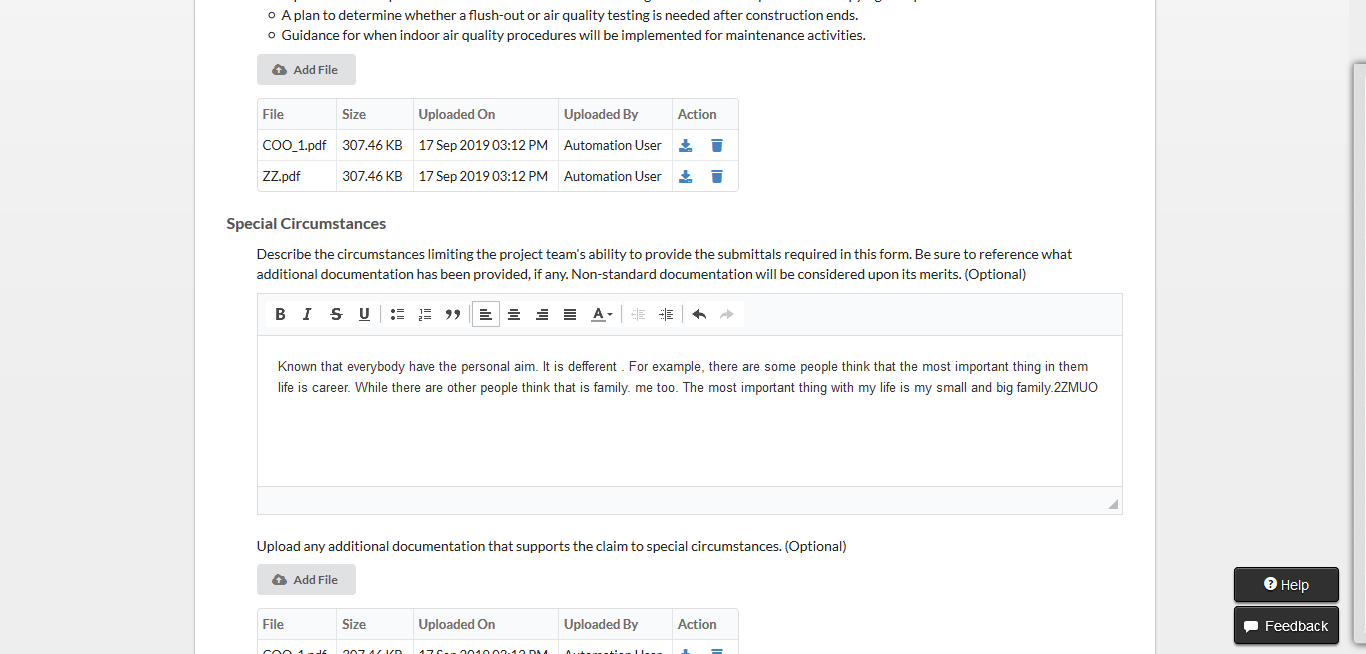 A plan to determine whether a flush-out or air quality testing is needed after construction ends.
Guidance for when indoor air quality procedures will be implemented for maintenance activities.
Add File
File Size Uploaded On Uploaded By Action
COO_1.pdf 307.46 KB 17 Sep 2019 03:12 PM Automation User
ZZ.pdf 307.46 KB 17 Sep 2019 03:12 PM Automation User
Special Circumstances
Describe the circumstances limiting the project team's ability to provide the submittals required in this form. Be sure to reference what
additional documentation has been provided, if any. Non-standard documentation will be considered upon its merits. (Optional)
B I S U A
Known that everybody have the personal aim. It is defferent . For example, there are some people think that the most important thing in them
life is career. While there are other people think that is family. me too. The most important thing with my life is my small and big family.2ZMUO
Upload any additional documentation that supports the claim to special circumstances. (Optional)
Add File
File Size Uploaded On Uploaded By Action
Help
Feedback